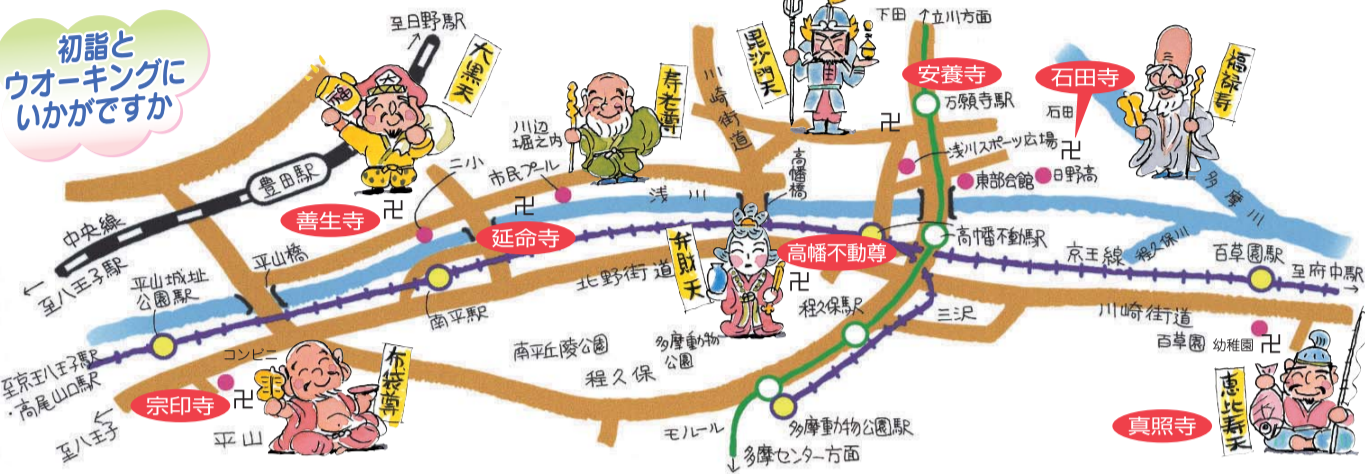 初詣と
ウオーキングに
いかがですか
至日野駅
大黒天
寿老尊
川崎街道
毘沙門天
下田
立川方面
安養寺
石田寺
福禄寿
万願寺駅
石田
川辺
堀之内
二小
市民プール
浅川スポーツ広場
豊田駅
高幡橋
東部会館
日野高
浅川
多摩川
中央線
善生寺
延命寺
弁財天
高幡不動尊
高幡不動駅
京王線
程久保川
百草園駅
至八王子駅
平山城址
公園駅
平山橋
北野街道
至府中駅
南平駅
程久保駅
三沢
川崎街道
南平丘陵公園
多摩動物
公園
百草園
幼稚園
至京王八王子駅
・高尾山口駅
コンビニ
布袋尊
程久保
恵比寿天
宗印寺
真照寺
至八王子
平山
モルール
多摩動物公園駅
多摩センター方面